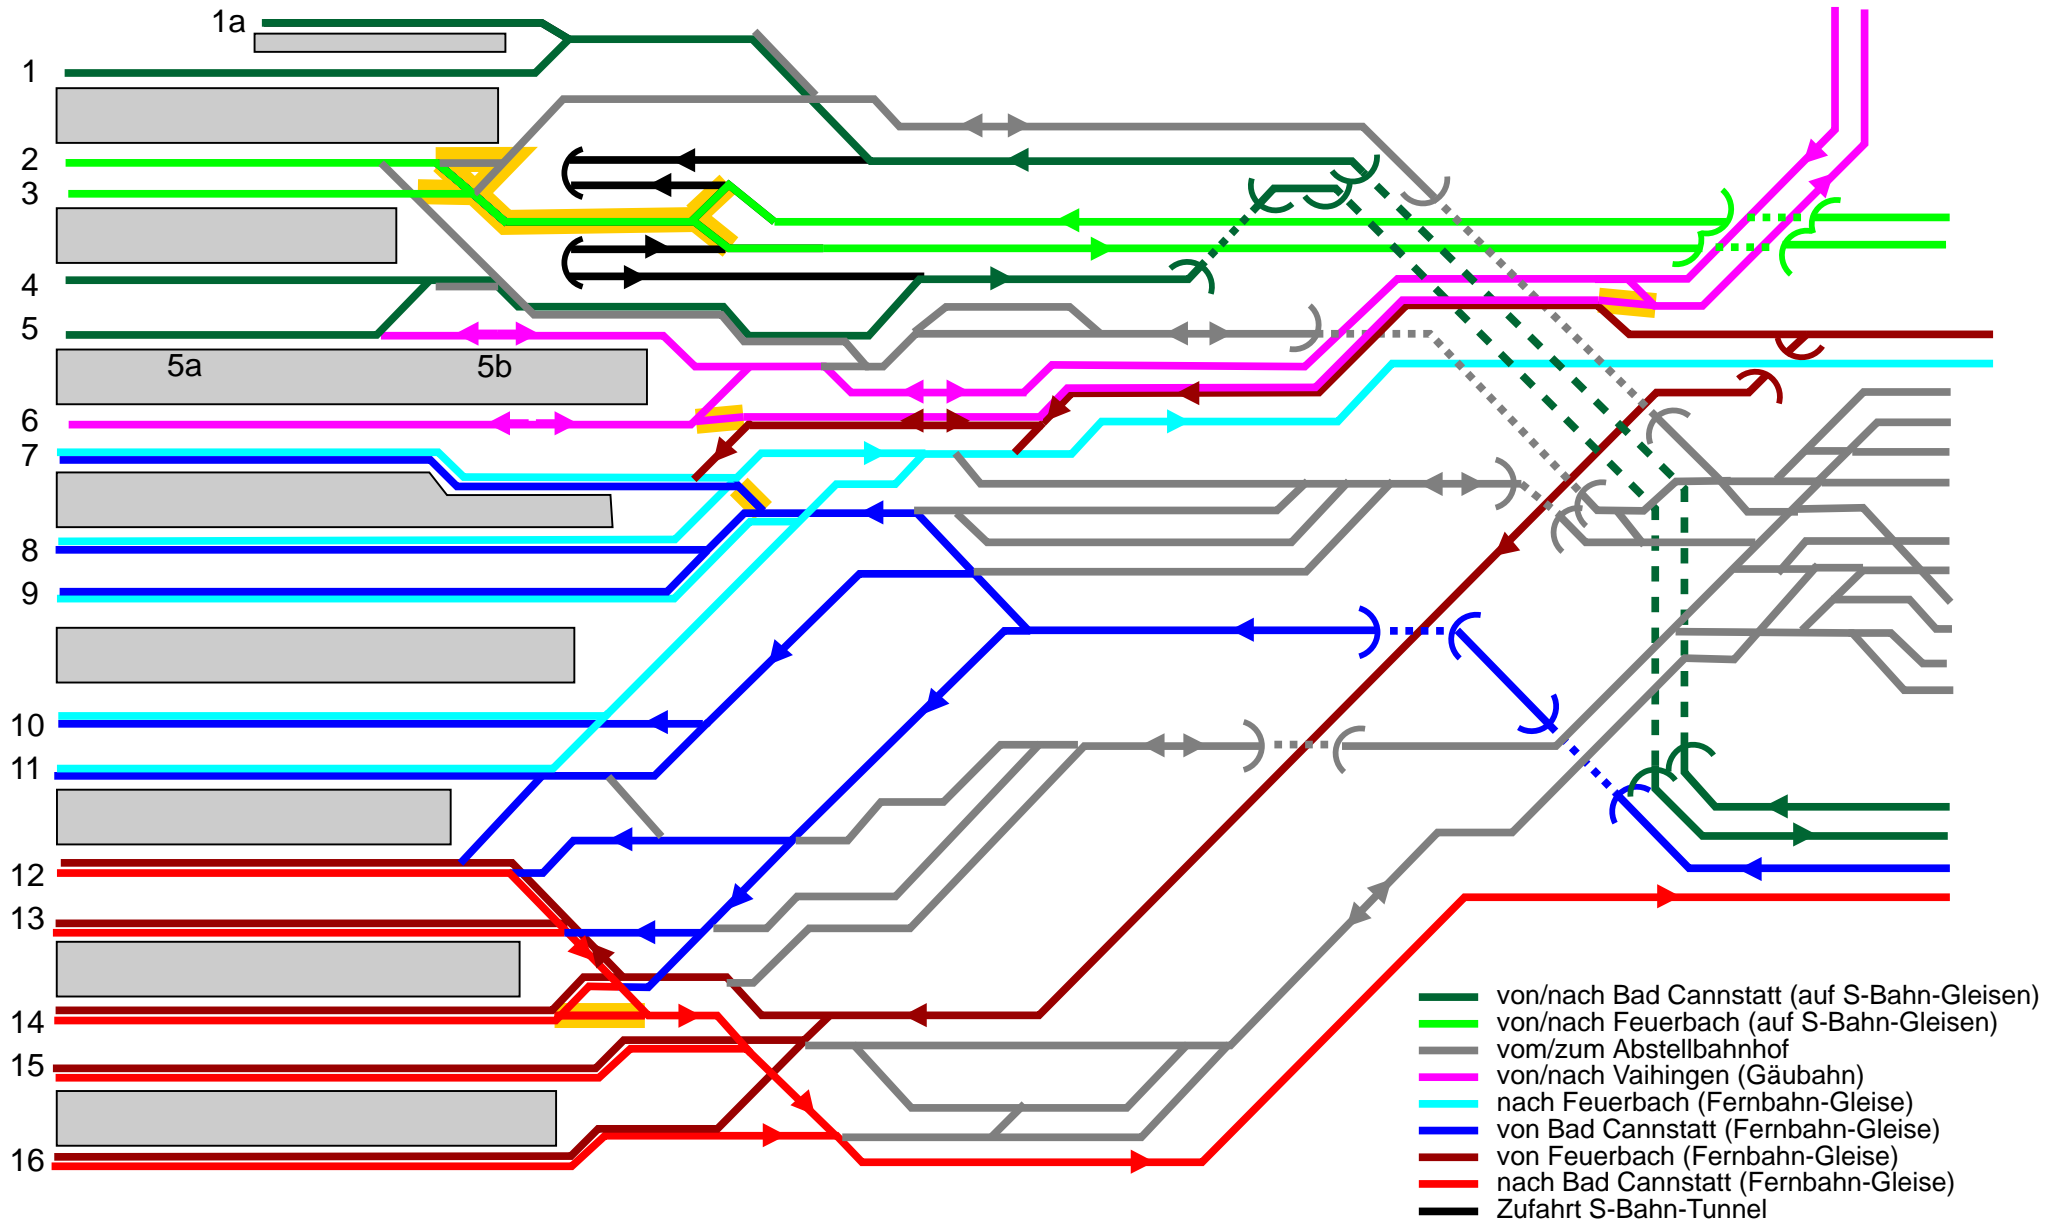 1a
1
2
3
4
5
5a 5b
6
7
8
9
10
11
12
13
14
15
16
von/nach Bad Cannstatt (auf S-Bahn-Gleisen)
von/nach Feuerbach (auf S-Bahn-Gleisen)
vom/zum Abstellbahnhof
von/nach Vaihingen (Gäubahn)
nach Feuerbach (Fernbahn-Gleise)
von Bad Cannstatt (Fernbahn-Gleise)
von Feuerbach (Fernbahn-Gleise)
nach Bad Cannstatt (Fernbahn-Gleise)
Zufahrt S-Bahn-Tunnel